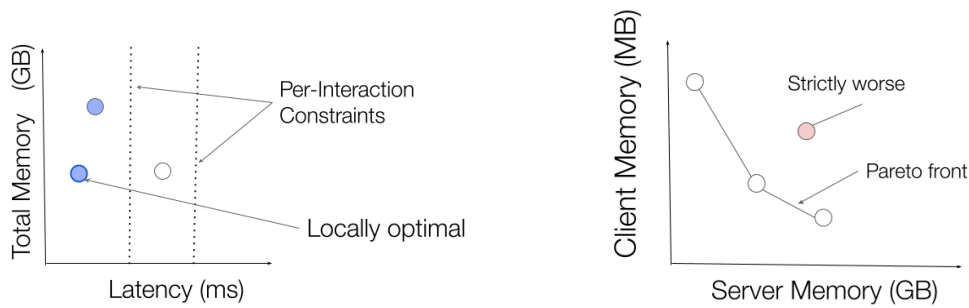 Total Memory (GB)
Per-Interaction
Constraints
Locally optimal
Latency (ms)
Client Memory (MB)
Strictly worse
Pareto front
Server Memory (GB)